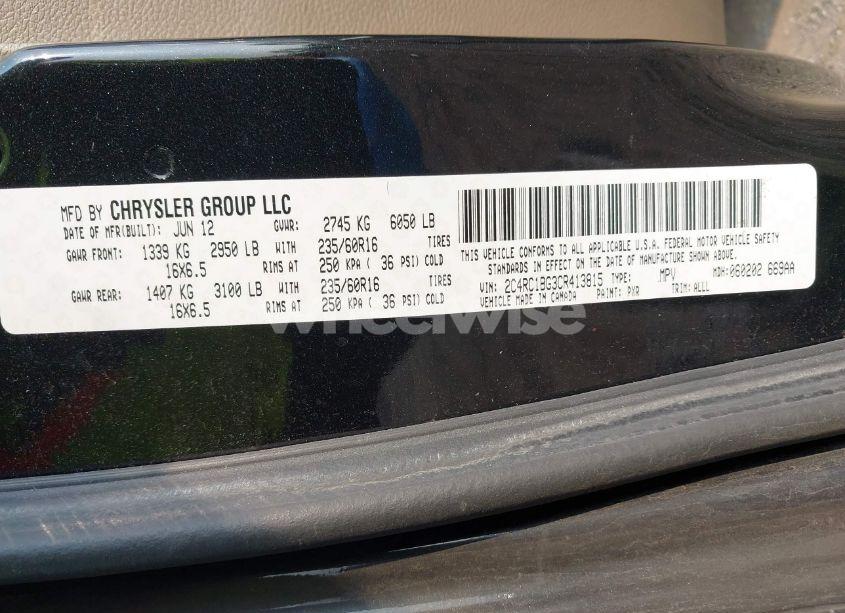 MFD BY CHRYSLER GROUP LLC
DATE OF MFR(BUILT): JUN 12 GVWR: 2745 KG 6050 LB
GAWR FRONT: 1339 KG 2950 LB WITH 235/60R16 TIRES
16X6.5 RIMS AT 250 KPA ( 36 PSI) COLD
GAWR REAR: 1407 KG 3100 LB WITH 235/60R16 TIRES
16X6.5 RIMS AT 250 KPA ( 36 PSI) COLD
THIS VEHICLE CONFORMS TO ALL APPLICABLE U.S.A. FEDERAL MOTOR VEHICLE SAFETY
STANDARDS IN EFFECT ON THE DATE OF MANUFACTURE SHOWN ABOVE.
VIN: 2C4RC1BG3CR413815 TYPE: MPV MDH: 060202 669AA
VEHICLE MADE IN CANADA PAINT: PXR TRIM: ALLL
wheelwise